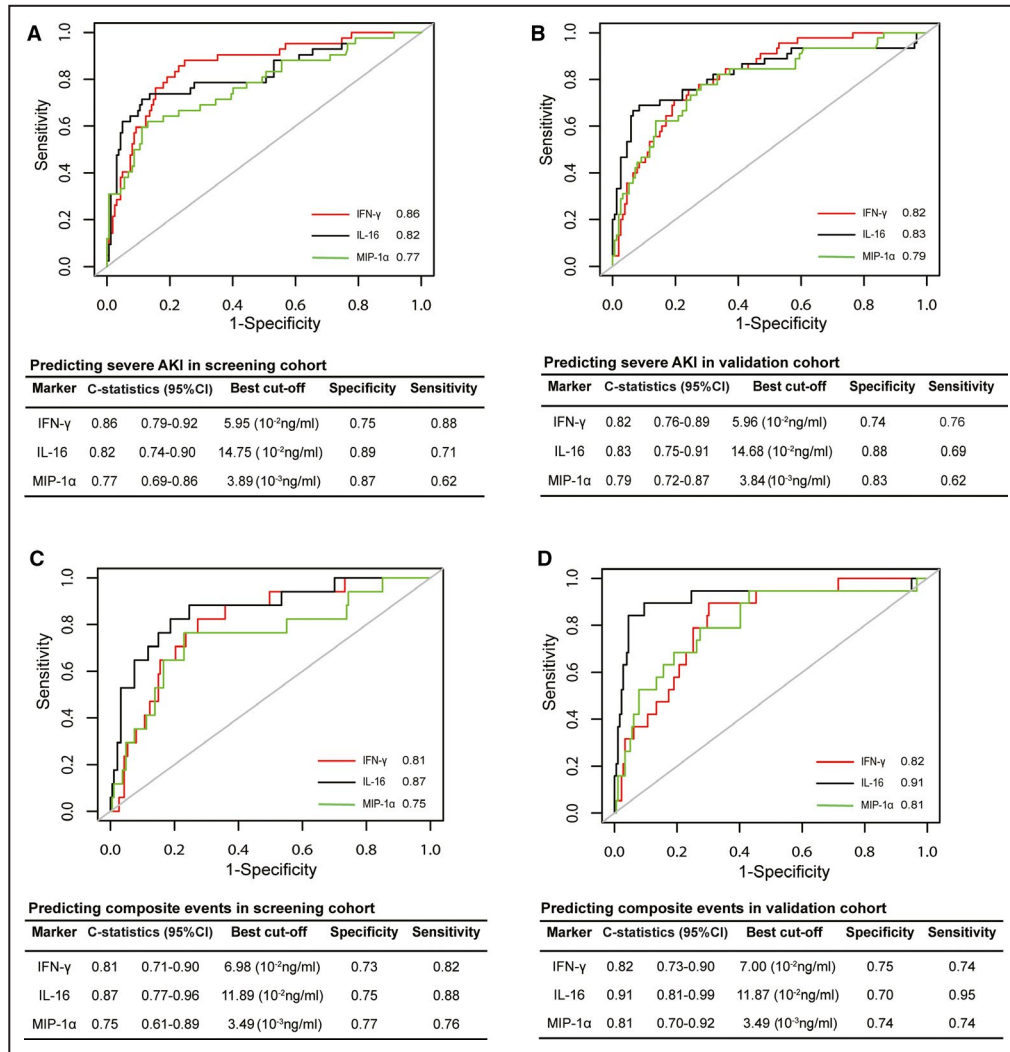 A
Sensitivity
1.0
0.8
0.6
0.4
0.2
0.0
IFN-γ 0.86
IL-16 0.82
MIP-1α 0.77
0.0 0.2 0.4 0.6 0.8 1.0
1-Specificity
Predicting severe AKI in screening cohort
Marker C-statistics (95%CI) Best cut-off Specificity Sensitivity
IFN-γ 0.86 0.79-0.92 5.95 (10⁻²ng/ml) 0.75 0.88
IL-16 0.82 0.74-0.90 14.75 (10⁻²ng/ml) 0.89 0.71
MIP-1α 0.77 0.69-0.86 3.89 (10⁻³ng/ml) 0.87 0.62
B
Sensitivity
1.0
0.8
0.6
0.4
0.2
0.0
IFN-γ 0.82
IL-16 0.83
MIP-1α 0.79
0.0 0.2 0.4 0.6 0.8 1.0
1-Specificity
Predicting severe AKI in validation cohort
Marker C-statistics (95%CI) Best cut-off Specificity Sensitivity
IFN-γ 0.82 0.76-0.89 5.96 (10⁻²ng/ml) 0.74 0.76
IL-16 0.83 0.75-0.91 14.68 (10⁻²ng/ml) 0.88 0.69
MIP-1α 0.79 0.72-0.87 3.84 (10⁻³ng/ml) 0.83 0.62
C
Sensitivity
1.0
0.8
0.6
0.4
0.2
0.0
IFN-γ 0.81
IL-16 0.87
MIP-1α 0.75
0.0 0.2 0.4 0.6 0.8 1.0
1-Specificity
Predicting composite events in screening cohort
Marker C-statistics (95%CI) Best cut-off Specificity Sensitivity
IFN-γ 0.81 0.71-0.90 6.98 (10⁻²ng/ml) 0.73 0.82
IL-16 0.87 0.77-0.96 11.89 (10⁻²ng/ml) 0.75 0.88
MIP-1α 0.75 0.61-0.89 3.49 (10⁻³ng/ml) 0.77 0.76
D
Sensitivity
1.0
0.8
0.6
0.4
0.2
0.0
IFN-γ 0.82
IL-16 0.91
MIP-1α 0.81
0.0 0.2 0.4 0.6 0.8 1.0
1-Specificity
Predicting composite events in validation cohort
Marker C-statistics (95%CI) Best cut-off Specificity Sensitivity
IFN-γ 0.82 0.73-0.90 7.00 (10⁻²ng/ml) 0.75 0.74
IL-16 0.91 0.81-0.99 11.87 (10⁻²ng/ml) 0.70 0.95
MIP-1α 0.81 0.70-0.92 3.49 (10⁻³ng/ml) 0.74 0.74